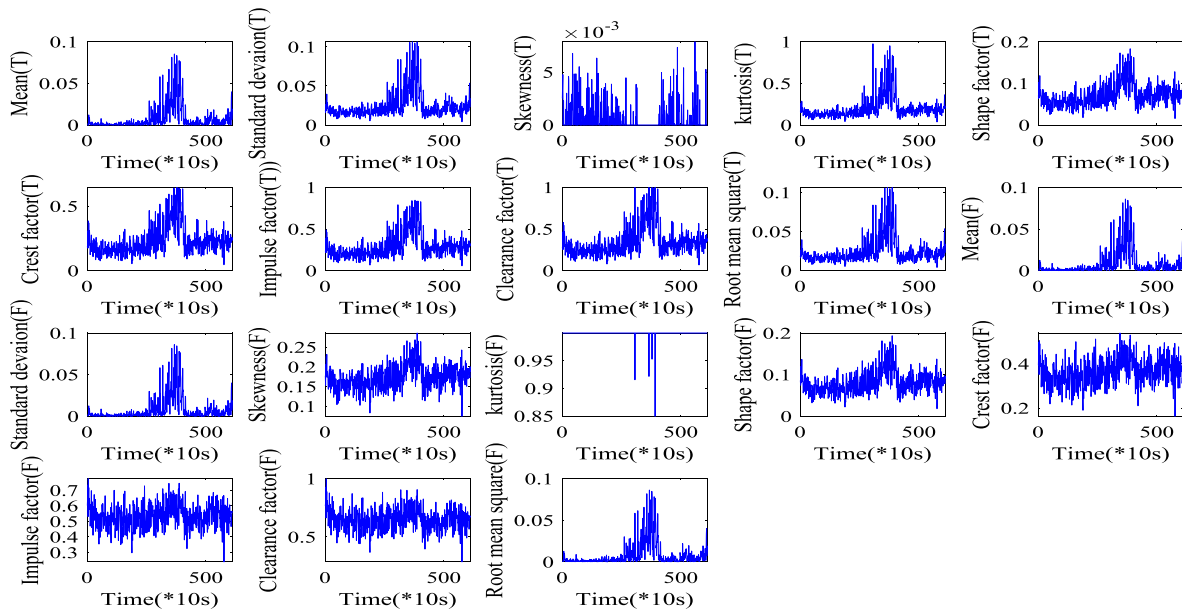 0.1
0.05
0
0 500
Time(*10s)
Mean(T)
0.1
0.05
0
0 500
Time(*10s)
Standard devaion(T)
× 10⁻³
5
0
0 500
Time(*10s)
Skewness(T)
1
0.5
0
0 500
Time(*10s)
kurtosis(T)
0.2
0.1
0
0 500
Time(*10s)
Shape factor(T)
0.5
0
0 500
Time(*10s)
Crest factor(T)
1
0.5
0
0 500
Time(*10s)
Impulse factor(T))
1
0.5
0
0 500
Time(*10s)
Clearance factor(T)
0.1
0.05
0
0 500
Time(*10s)
Root mean square(T)
0.1
0.05
0
0 500
Time(*10s)
Mean(F)
0.1
0.05
0
0 500
Time(*10s)
Standard devaion(F)
0.25
0.2
0.15
0.1
0 500
Time(*10s)
Skewness(F)
0.95
0.9
0.85
0 500
Time(*10s)
kurtosis(F)
0.2
0.1
0
0 500
Time(*10s)
Shape factor(F)
0.4
0.2
0 500
Time(*10s)
Crest factor(F)
0.7
0.6
0.5
0.4
0.3
0 500
Time(*10s)
Impulse factor(F)
1
0.5
0 500
Time(*10s)
Clearance factor(F)
0.1
0.05
0
0 500
Time(*10s)
Root mean square(F)